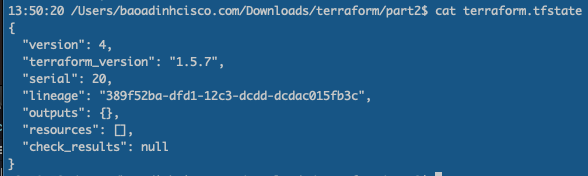 13:50:20 /Users/baoadinhcisco.com/Downloads/terraform/part2$ cat terraform.tfstate
{
  "version": 4,
  "terraform_version": "1.5.7",
  "serial": 20,
  "lineage": "389f52ba-dfd1-12c3-dcdd-dcdac015fb3c",
  "outputs": {},
  "resources": [],
  "check_results": null
}